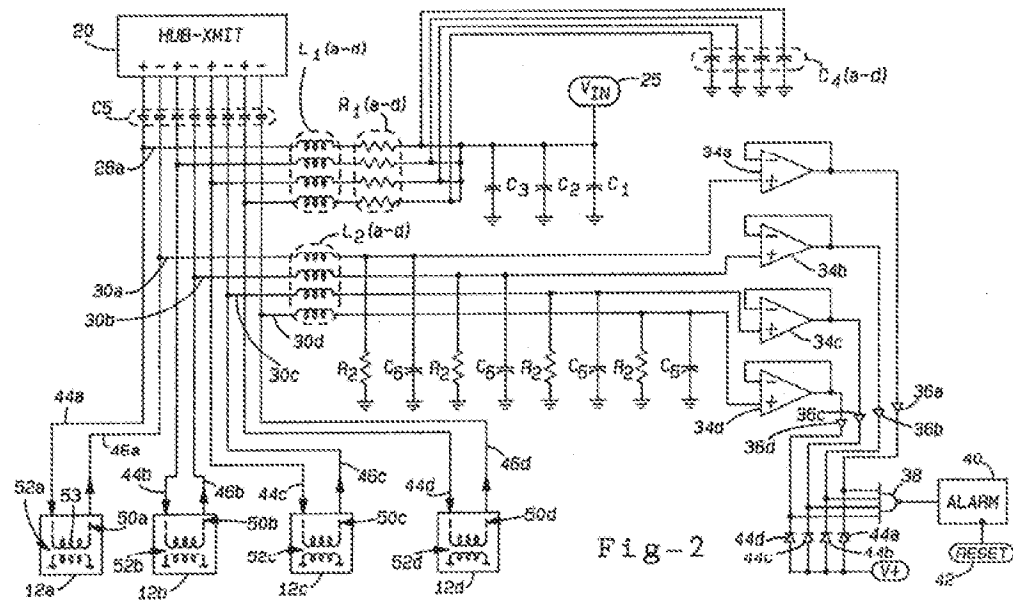 20
HUB-XMIT
+ - + - + - + -
C5
L1(a-d)
R1(a-d)
VIN
25
C4(a-d)
28a
C3
C2
C1
34a
L2(a-d)
30a
30b
34b
30d
30c
34c
R2
C6
R2
C6
R2
C6
R2
C6
34d
36c
36d
36a
36b
44a
46a
46d
52a
53
44b
46b
44c
46c
44d
38
40
ALARM
50a
50b
50c
50d
52b
52c
52d
44d
44c
44b
44a
V+
RESET
42
12a
12b
12c
12d
Fig-2